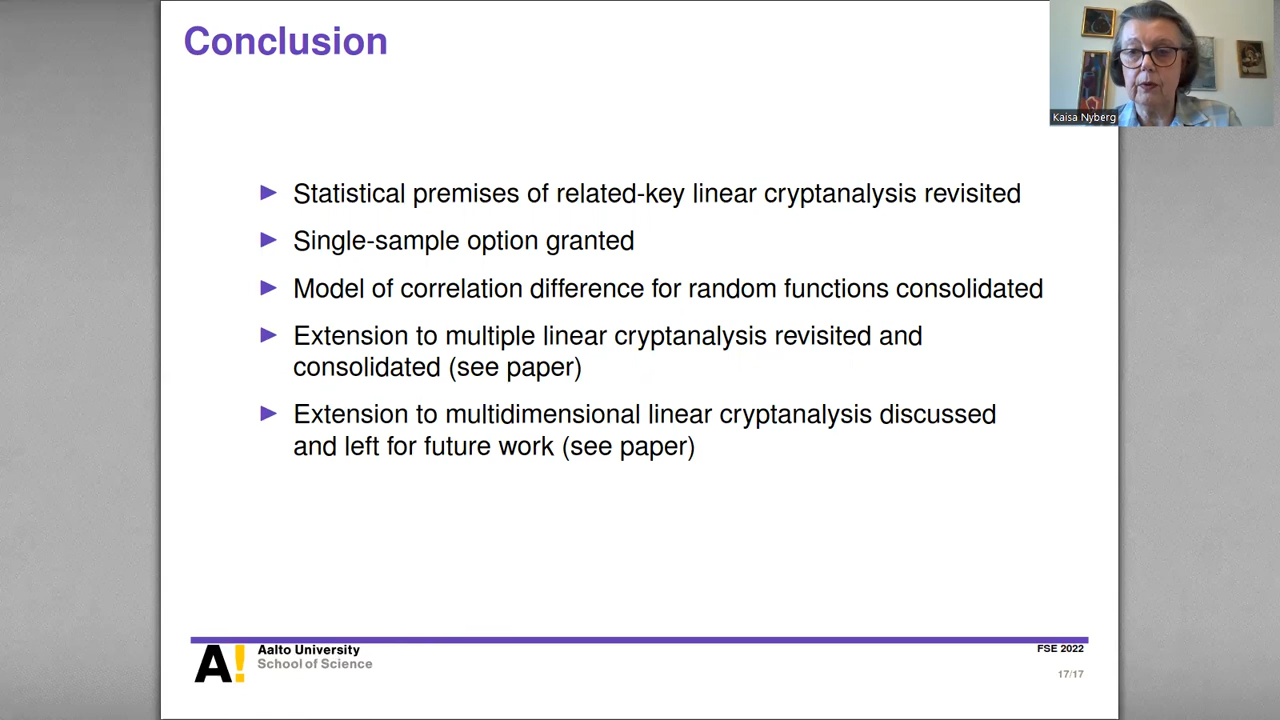 Conclusion
Kaisa Nyberg
▶ Statistical premises of related-key linear cryptanalysis revisited
▶ Single-sample option granted
▶ Model of correlation difference for random functions consolidated
▶ Extension to multiple linear cryptanalysis revisited and
consolidated (see paper)
▶ Extension to multidimensional linear cryptanalysis discussed
and left for future work (see paper)
A!
Aalto University
School of Science
FSE 2022
17/17